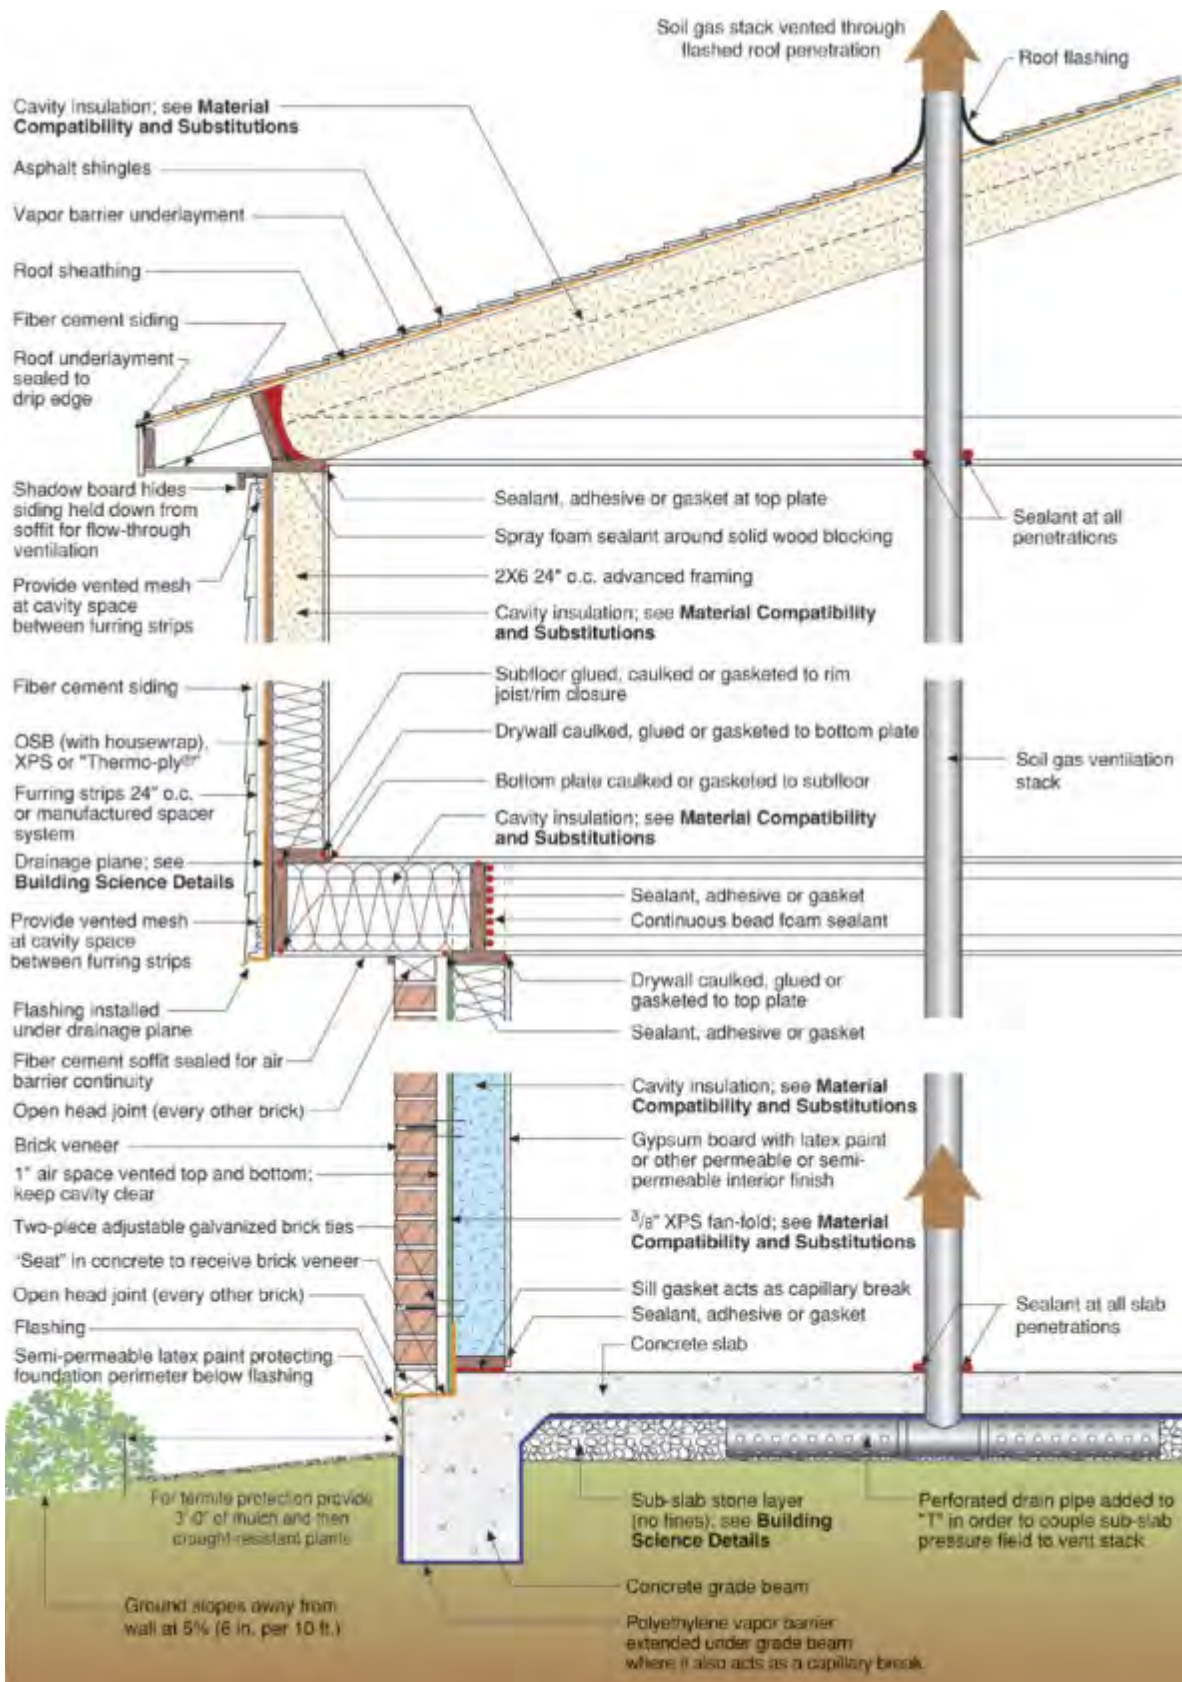 Soil gas stack vented through
flashed roof penetration
Roof flashing
Cavity insulation; see Material
Compatibility and Substitutions
Asphalt shingles
Vapor barrier underlayment
Roof sheathing
Fiber cement siding
Roof underlayment
sealed to
drip edge
Shadow board hides
siding held down from
soffit for flow-through
ventilation
Provide vented mesh
at cavity space
between furring strips
Sealant, adhesive or gasket at top plate
Spray foam sealant around solid wood blocking
2X6 24" o.c. advanced framing
Cavity insulation; see Material Compatibility
and Substitutions
Sealant at all
penetrations
Fiber cement siding
OSB (with housewrap),
XPS or "Thermo-ply®"
Furring strips 24" o.c.
or manufactured spacer
system
Drainage plane; see
Building Science Details
Provide vented mesh
at cavity space
between furring strips
Flashing installed
under drainage plane
Fiber cement soffit sealed for air
barrier continuity
Open head joint (every other brick)
Brick veneer
1" air space vented top and bottom;
keep cavity clear
Two-piece adjustable galvanized brick ties
"Seat" in concrete to receive brick veneer
Open head joint (every other brick)
Flashing
Semi-permeable latex paint protecting
foundation perimeter below flashing
Subfloor glued, caulked or gasketed to rim
joist/rim closure
Drywall caulked, glued or gasketed to bottom plate
Bottom plate caulked or gasketed to subfloor
Cavity insulation; see Material Compatibility
and Substitutions
Sealant, adhesive or gasket
Continuous bead foam sealant
Drywall caulked, glued or
gasketed to top plate
Sealant, adhesive or gasket
Cavity insulation; see Material
Compatibility and Substitutions
Gypsum board with latex paint
or other permeable or semi-
permeable interior finish
3/8" XPS fan-fold; see Material
Compatibility and Substitutions
Sill gasket acts as capillary break
Sealant, adhesive or gasket
Concrete slab
Soil gas ventilation
stack
Sealant at all slab
penetrations
For termite protection provide
3'-0" of mulch and then
drought-resistant plants
Ground slopes away from
wall at 5% (6 in. per 10 ft.)
Sub-slab stone layer
(no fines); see Building
Science Details
Perforated drain pipe added to
"T" in order to couple sub-slab
pressure field to vent stack
Concrete grade beam
Polyethylene vapor barrier
extended under grade beam
where it also acts as a capillary break